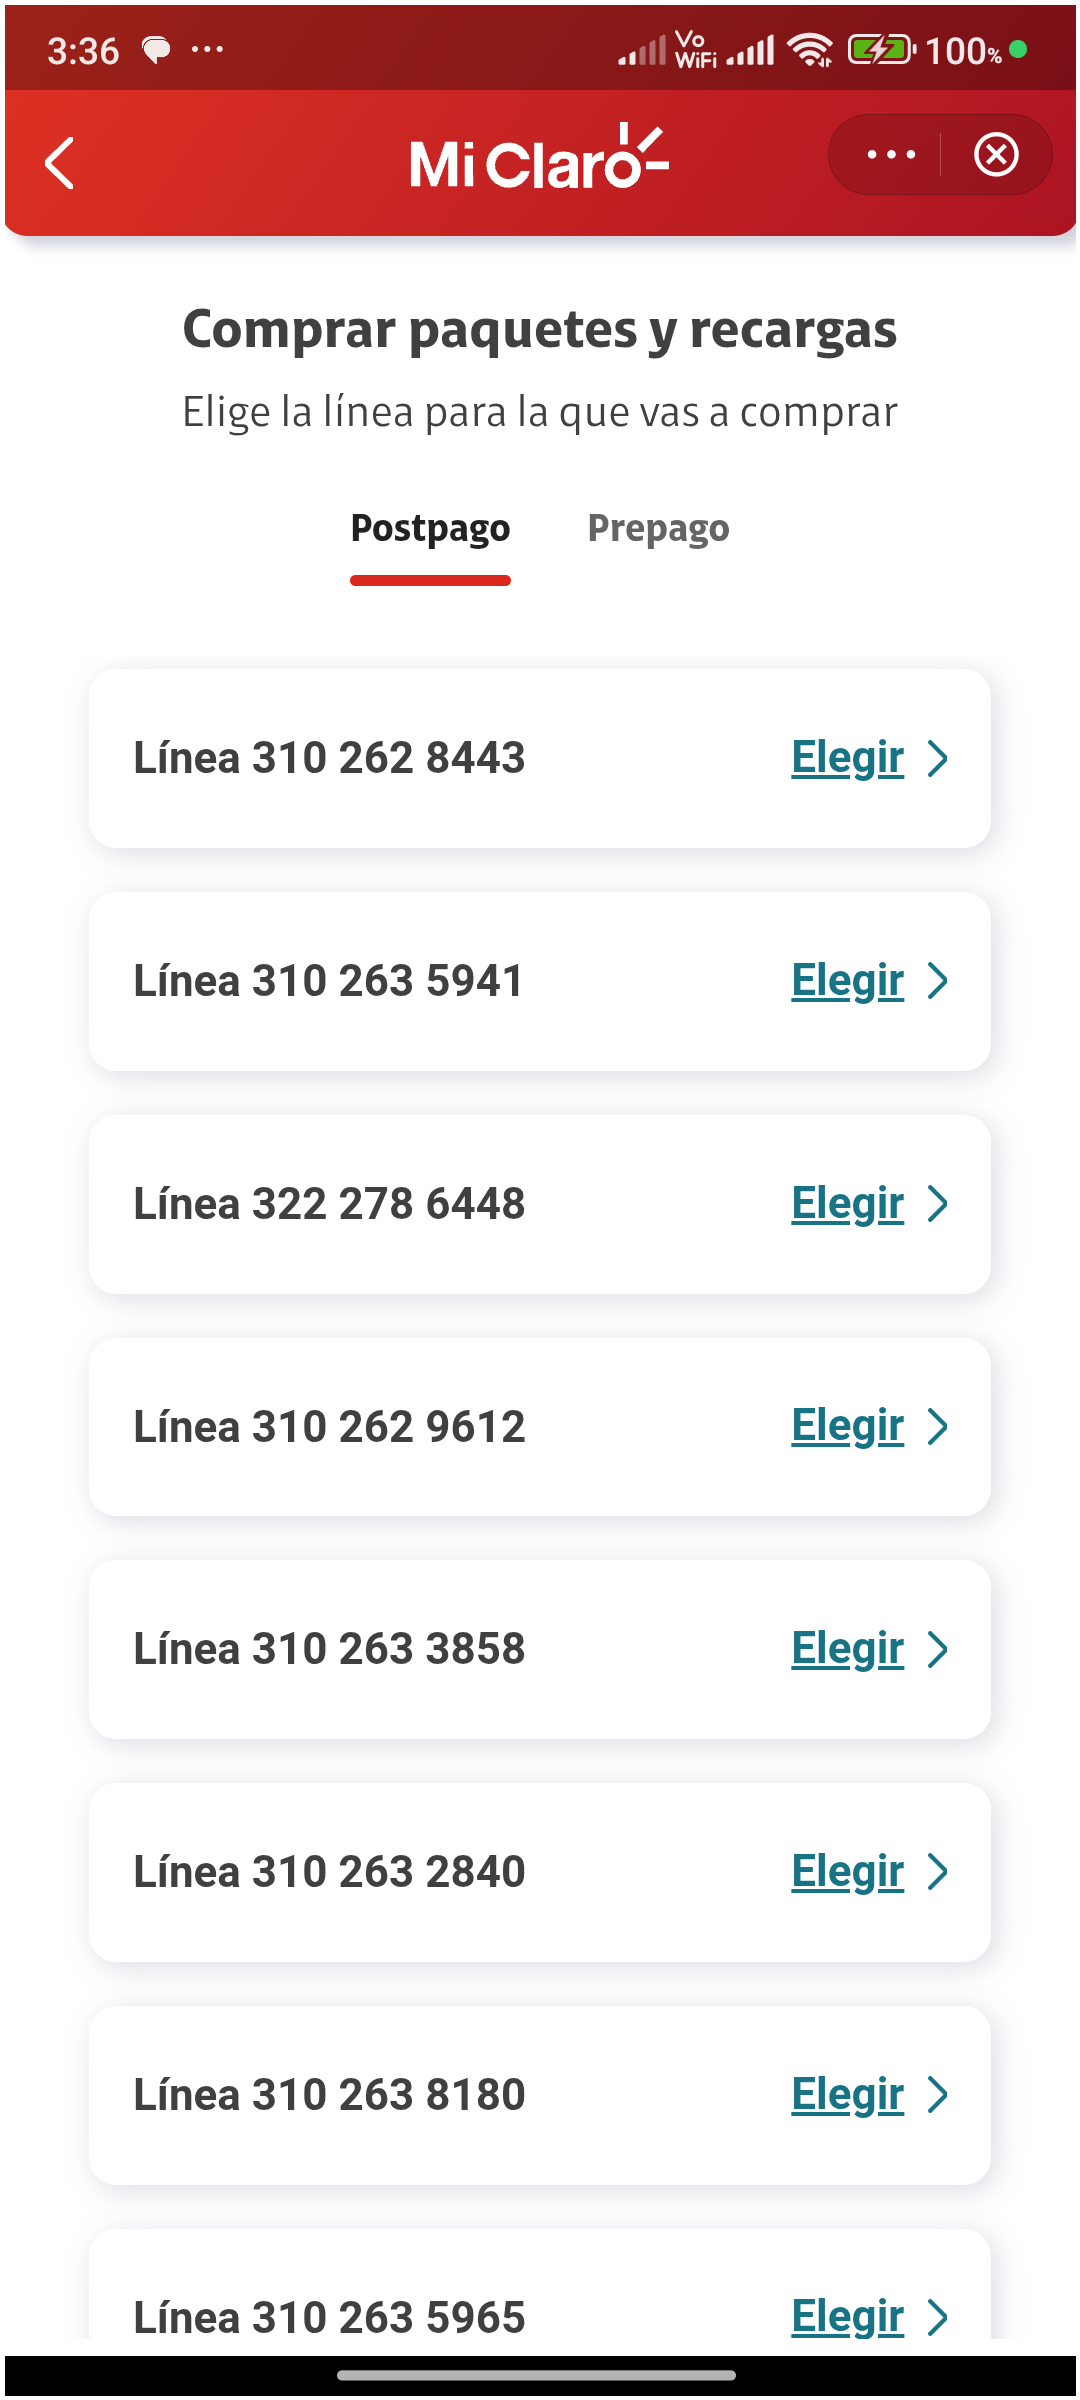 3:36
Vo WiFi
100%
Mi Claro
Comprar paquetes y recargas
Elige la línea para la que vas a comprar
Postpago Prepago
Línea 310 262 8443 Elegir
Línea 310 263 5941 Elegir
Línea 322 278 6448 Elegir
Línea 310 262 9612 Elegir
Línea 310 263 3858 Elegir
Línea 310 263 2840 Elegir
Línea 310 263 8180 Elegir
Línea 310 263 5965 Elegir